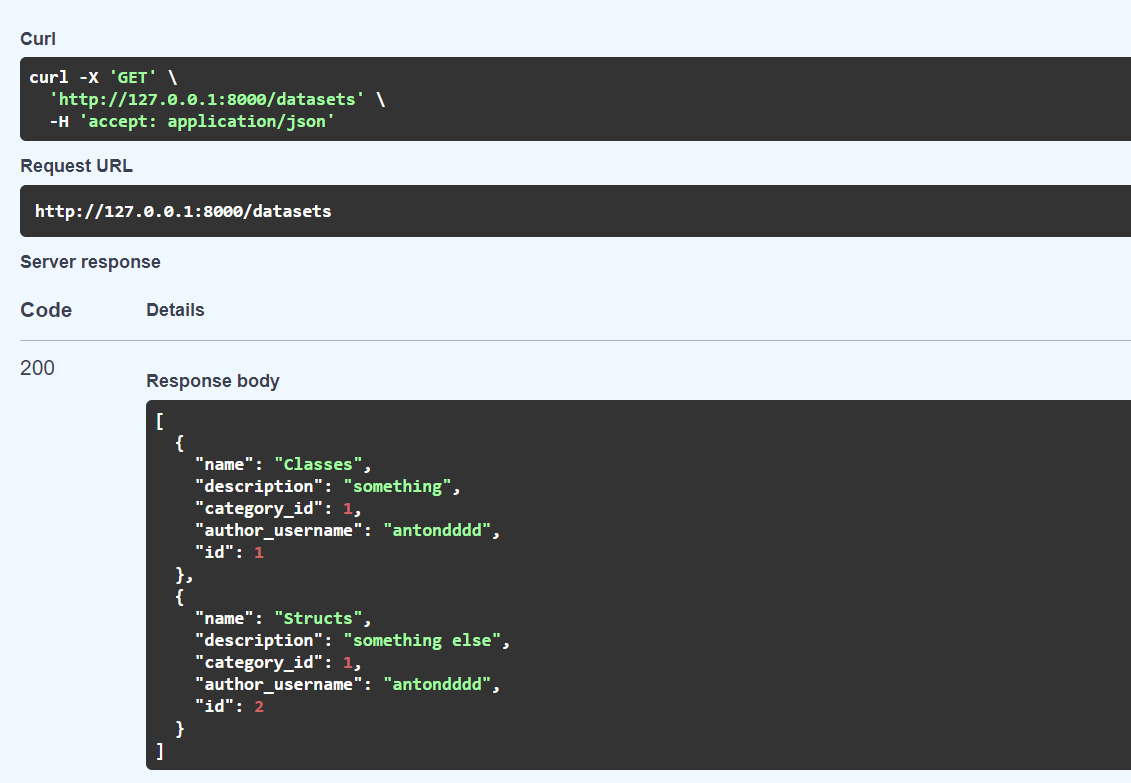 Curl
curl -X 'GET' \
  'http://127.0.0.1:8000/datasets' \
  -H 'accept: application/json'
Request URL
http://127.0.0.1:8000/datasets
Server response
Code Details
200
Response body
[
  {
    "name": "Classes",
    "description": "something",
    "category_id": 1,
    "author_username": "antondddd",
    "id": 1
  },
  {
    "name": "Structs",
    "description": "something else",
    "category_id": 1,
    "author_username": "antondddd",
    "id": 2
  }
]